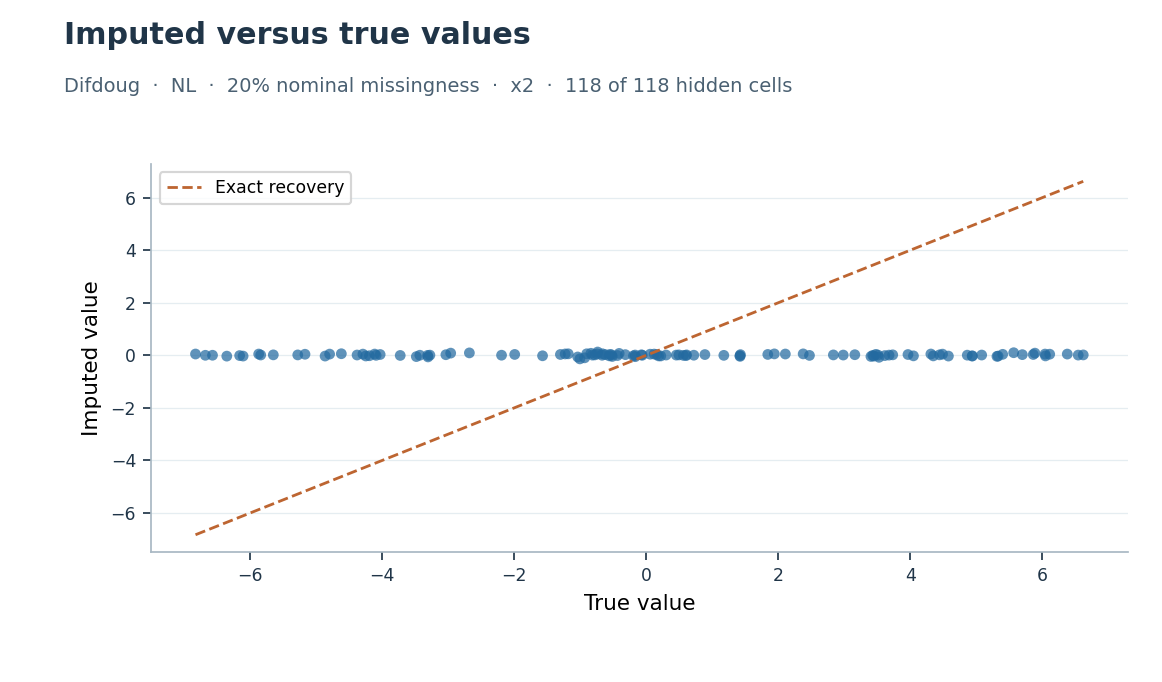 Imputed versus true values
Difdoug · NL · 20% nominal missingness · x2 · 118 of 118 hidden cells
Exact recovery
6
4
2
0
−2
−4
−6
Imputed value
−6 −4 −2 0 2 4 6
True value